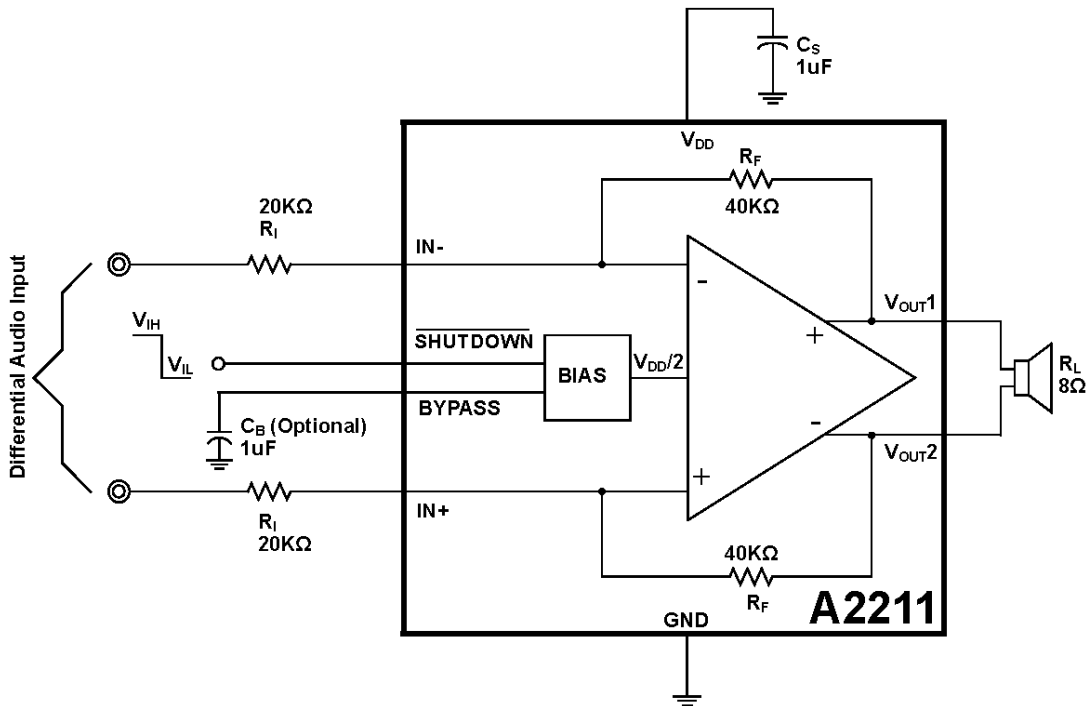 C_S
1uF
V_DD
R_F
40KΩ
20KΩ
R_I
IN-
-
V_OUT1
+
Differential Audio Input
V_IH
V_IL
SHUTDOWN
BIAS
V_DD/2
R_L
8Ω
BYPASS
C_B (Optional)
1uF
-
V_OUT2
+
IN+
R_I
20KΩ
40KΩ
R_F
A2211
GND